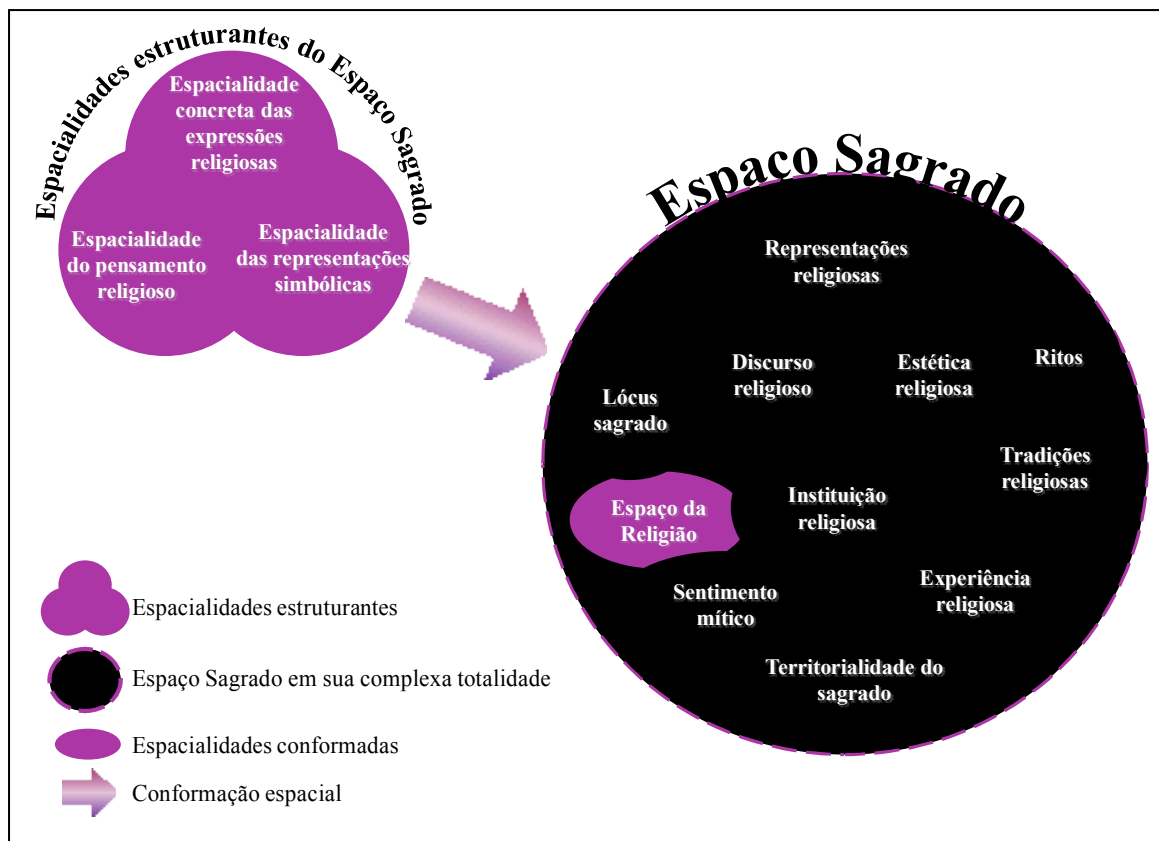 Espacialidades estruturantes do Espaço Sagrado
Espacialidade
concreta das
expressões
religiosas
Espacialidade
do pensamento
religioso
Espacialidade
das representações
simbólicas
Espaço Sagrado
Representações
religiosas
Discurso
religioso
Estética
religiosa
Ritos
Lócus
sagrado
Tradições
religiosas
Espaço da
Religião
Instituição
religiosa
Sentimento
mítico
Experiência
religiosa
Territorialidade do
sagrado
Espacialidades estruturantes
Espaço Sagrado em sua complexa totalidade
Espacialidades conformadas
Conformação espacial